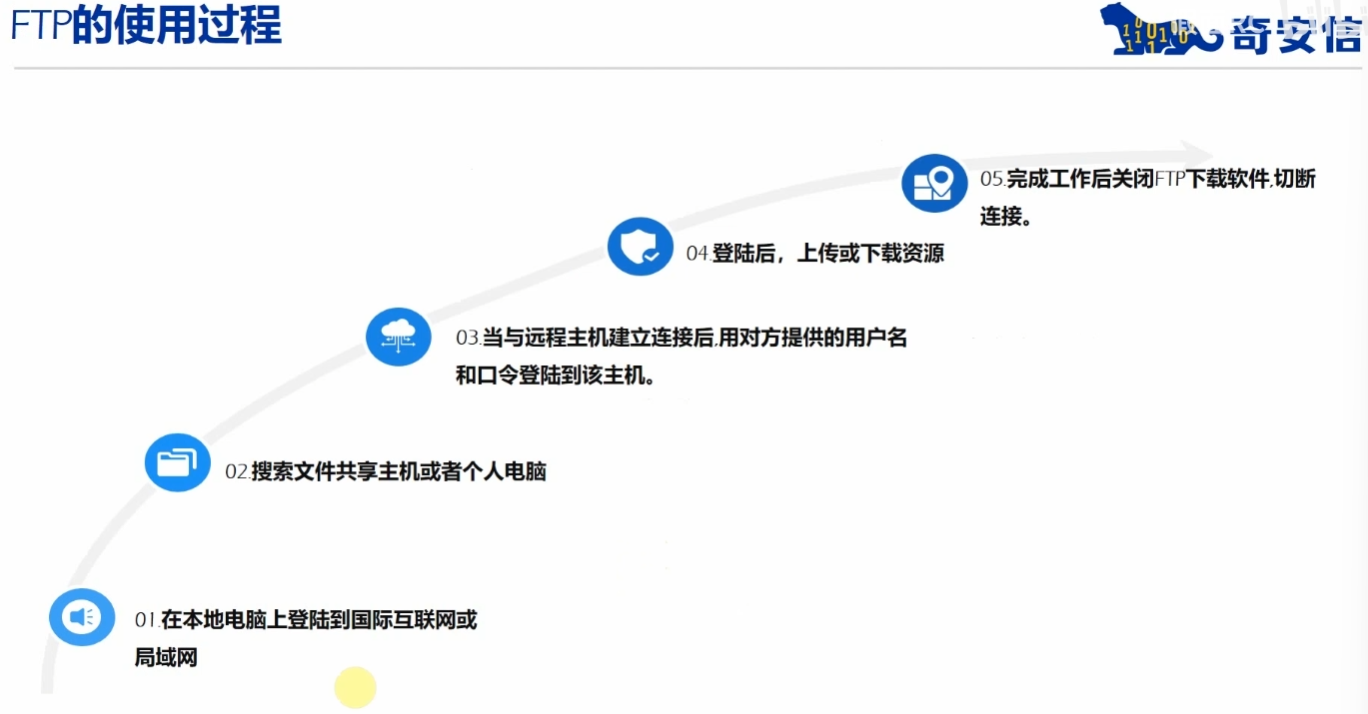 FTP的使用过程
奇安信
05.完成工作后关闭FTP下载软件,切断
连接。
04.登陆后，上传或下载资源
03.当与远程主机建立连接后,用对方提供的用户名
和口令登陆到该主机。
02.搜索文件共享主机或者个人电脑
01.在本地电脑上登陆到国际互联网或
局域网